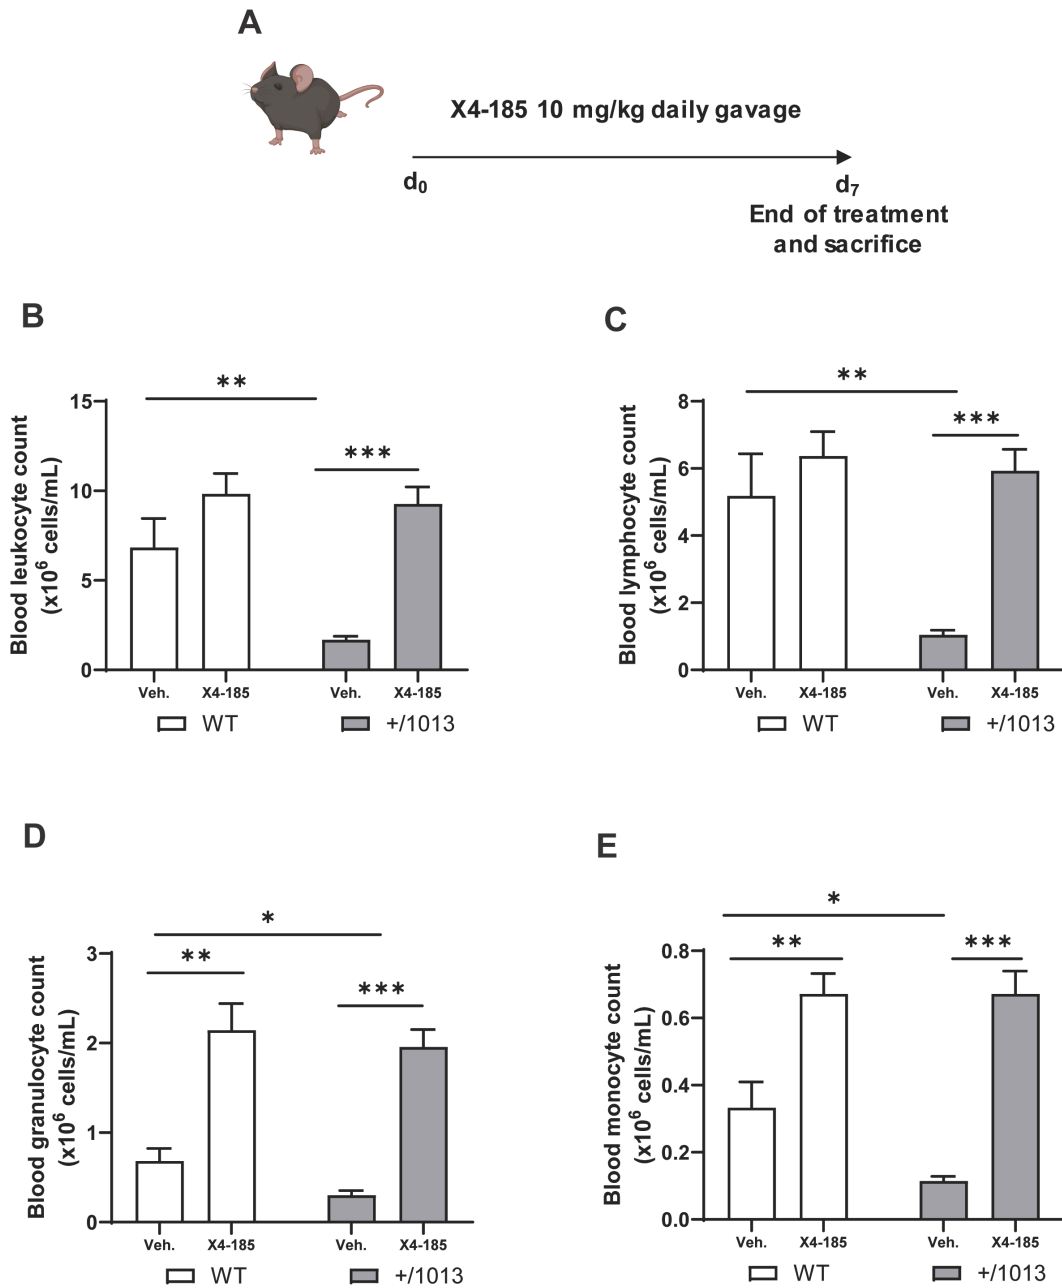 A
X4-185 10 mg/kg daily gavage
d₀
d₇
End of treatment
and sacrifice
B
Blood leukocyte count
(x10⁶ cells/mL)
15
10
5
0
**
***
Veh.
X4-185
Veh.
X4-185
WT
+/1013
C
Blood lymphocyte count
(x10⁶ cells/mL)
8
6
4
2
0
**
***
Veh.
X4-185
Veh.
X4-185
WT
+/1013
D
Blood granulocyte count
(x10⁶ cells/mL)
3
2
1
0
*
**
***
Veh.
X4-185
Veh.
X4-185
WT
+/1013
E
Blood monocyte count
(x10⁶ cells/mL)
0.8
0.6
0.4
0.2
0.0
*
**
***
Veh.
X4-185
Veh.
X4-185
WT
+/1013